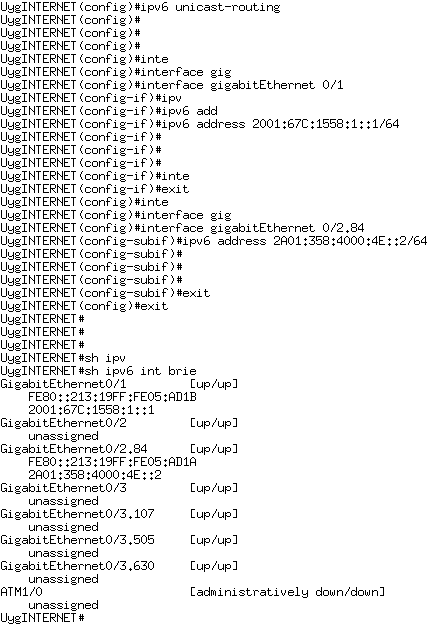 UygINTERNET(config)#ipv6 unicast-routing
UygINTERNET(config)#
UygINTERNET(config)#
UygINTERNET(config)#
UygINTERNET(config)#inte
UygINTERNET(config)#interface gig
UygINTERNET(config)#interface gigabitEthernet 0/1
UygINTERNET(config-if)#ipv
UygINTERNET(config-if)#ipv6 add
UygINTERNET(config-if)#ipv6 address 2001:67C:1558:1::1/64
UygINTERNET(config-if)#
UygINTERNET(config-if)#
UygINTERNET(config-if)#
UygINTERNET(config-if)#inte
UygINTERNET(config-if)#exit
UygINTERNET(config)#inte
UygINTERNET(config)#interface gig
UygINTERNET(config)#interface gigabitEthernet 0/2.84
UygINTERNET(config-subif)#ipv6 address 2A01:358:4000:4E::2/64
UygINTERNET(config-subif)#
UygINTERNET(config-subif)#
UygINTERNET(config-subif)#
UygINTERNET(config-subif)#exit
UygINTERNET(config)#exit
UygINTERNET#
UygINTERNET#
UygINTERNET#
UygINTERNET#sh ipv
UygINTERNET#sh ipv6 int brie
GigabitEthernet0/1 [up/up]
FE80::213:19FF:FE05:AD1B
2001:67C:1558:1::1
GigabitEthernet0/2 [up/up]
unassigned
GigabitEthernet0/2.84 [up/up]
FE80::213:19FF:FE05:AD1A
2A01:358:4000:4E::2
GigabitEthernet0/3 [up/up]
unassigned
GigabitEthernet0/3.107 [up/up]
unassigned
GigabitEthernet0/3.505 [up/up]
unassigned
GigabitEthernet0/3.630 [up/up]
unassigned
ATM1/0 [administratively down/down]
unassigned
UygINTERNET#